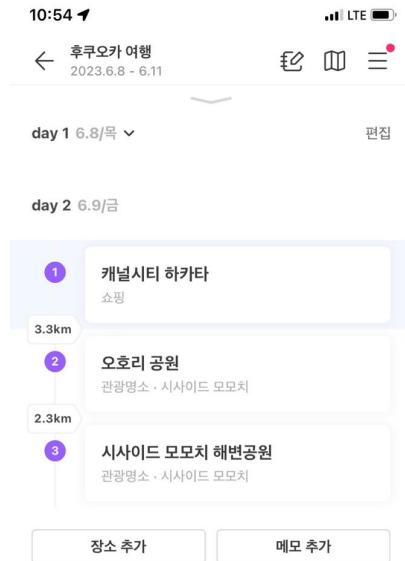 10:54
LTE
후쿠오카 여행
2023.6.8 - 6.11
day 1 6.8/목
편집
day 2 6.9/금
1
캐널시티 하카타
쇼핑
3.3km
2
오호리 공원
관광명소 · 시사이드 모모치
2.3km
3
시사이드 모모치 해변공원
관광명소 · 시사이드 모모치
장소 추가
메모 추가